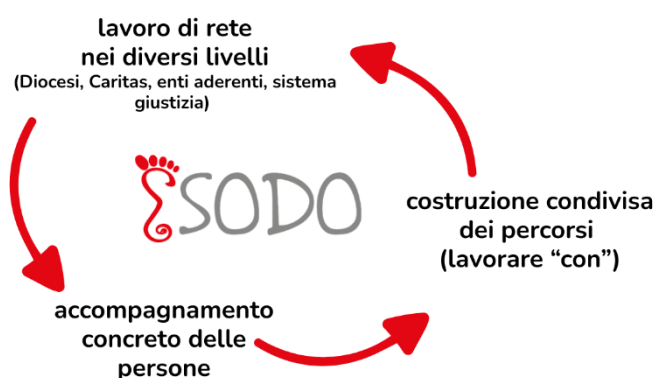 lavoro di rete
nei diversi livelli
(Diocesi, Caritas, enti aderenti, sistema
giustizia)
ESODO
costruzione condivisa
dei percorsi
(lavorare “con”)
accompagnamento
concreto delle
persone